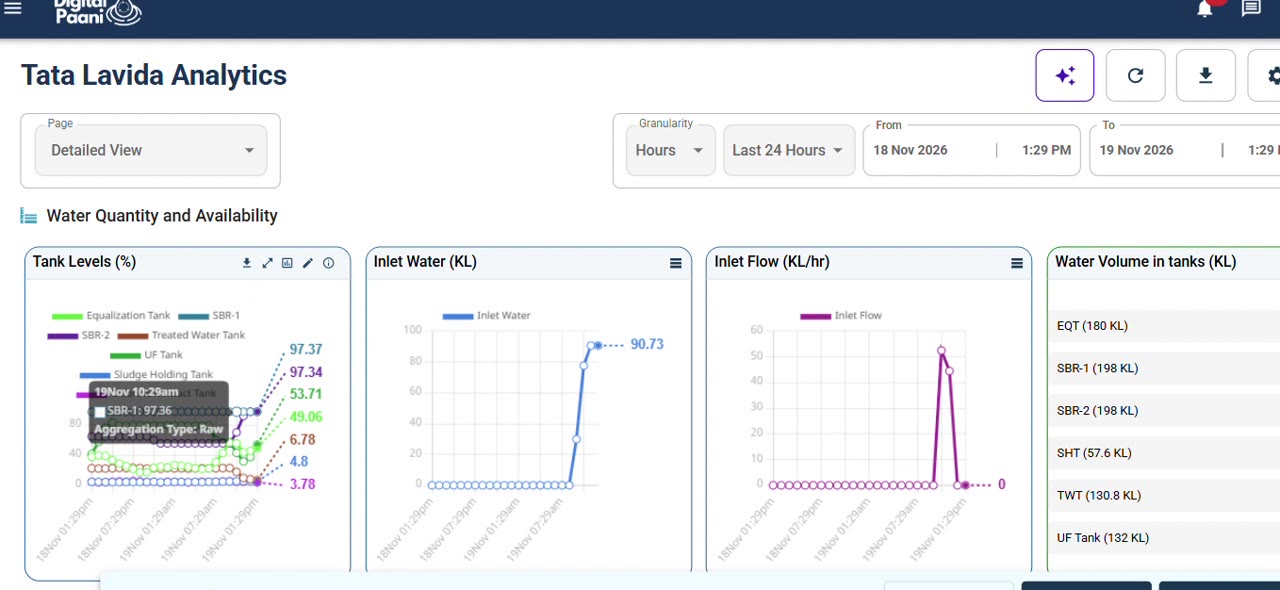 Digital
Paani
Tata Lavida Analytics
Page
Detailed View
Granularity
Hours
Last 24 Hours
From
18 Nov 2026 | 1:29 PM
To
19 Nov 2026 | 1:29
Water Quantity and Availability
Tank Levels (%)
Equalization Tank SBR-1
SBR-2 Treated Water Tank
UF Tank
Sludge Holding Tank
Tank
19Nov 10:29am
SBR-1: 97.36
Aggregation Type: Raw
80
40
0
97.37
97.34
53.71
49.06
6.78
4.8
3.78
18Nov 01:29pm
18Nov 07:29pm
19Nov 01:29am
19Nov 07:29am
19Nov 01:29pm
Inlet Water (KL)
Inlet Water
100
80
60
40
20
0
90.73
18Nov 01:29pm
18Nov 07:29pm
19Nov 01:29am
19Nov 07:29am
Inlet Flow (KL/hr)
Inlet Flow
60
50
40
30
20
10
0
0
18Nov 01:29pm
18Nov 07:29pm
19Nov 01:29am
19Nov 07:29am
19Nov 01:29pm
Water Volume in tanks (KL)
EQT (180 KL)
SBR-1 (198 KL)
SBR-2 (198 KL)
SHT (57.6 KL)
TWT (130.8 KL)
UF Tank (132 KL)